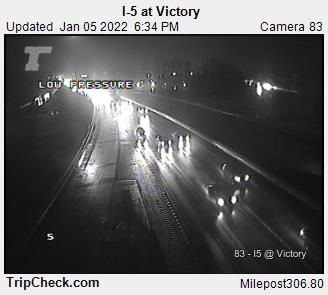 I-5 at Victory
Updated Jan 05 2022 6:34 PM Camera 83
T
LOW PRESSURE
S
83 - I5 @ Victory
TripCheck.com Milepost306.80